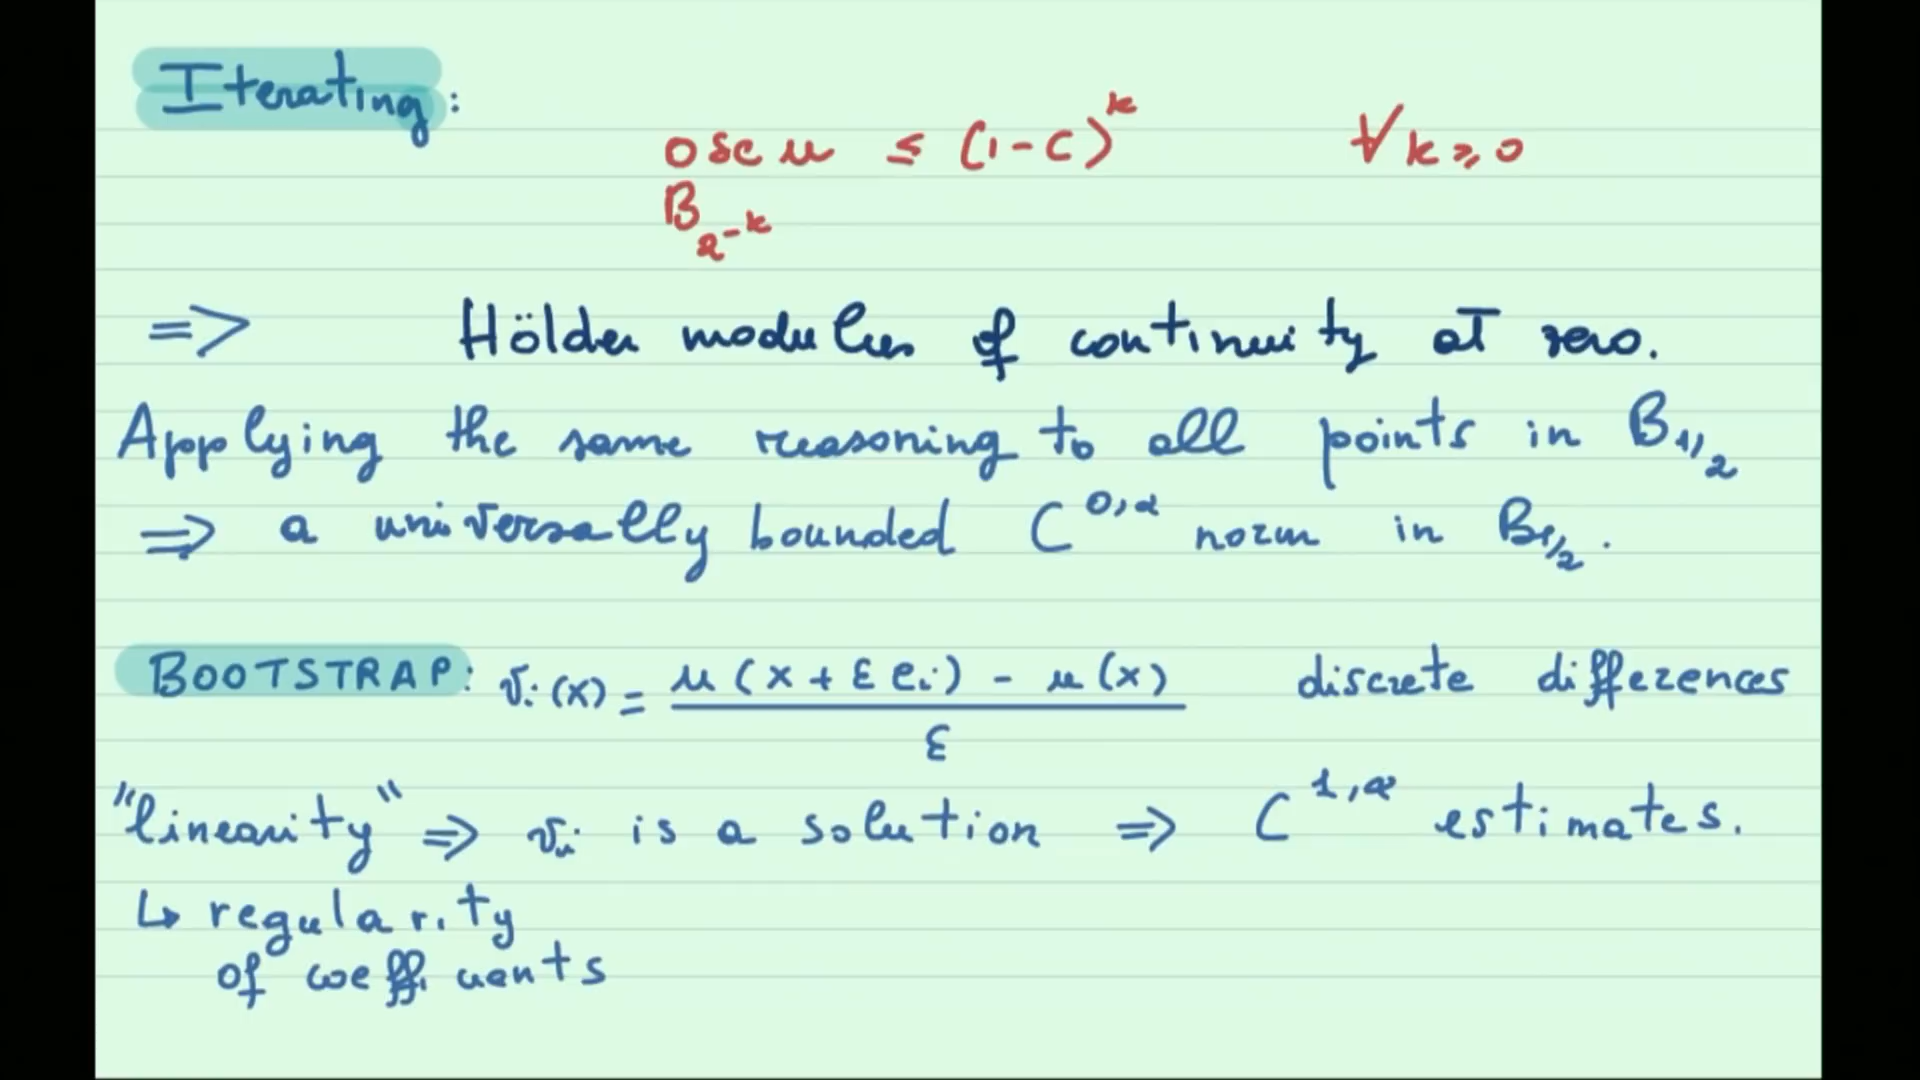 Iterating:
osc u ≤ (1-c)^k ∀k≥0
B_{2^{-k}}
=> Hölder modulus of continuity at zero.
Applying the same reasoning to all points in B_{1/2}
=> a universally bounded C^{0,α} norm in B_{1/2}.
BOOTSTRAP: v_i(x) = \frac{u(x+εe_i) - u(x)}{ε} discrete differences
"linearity" => v_i is a solution => C^{1,α} estimates.
↳ regularity
of coefficients